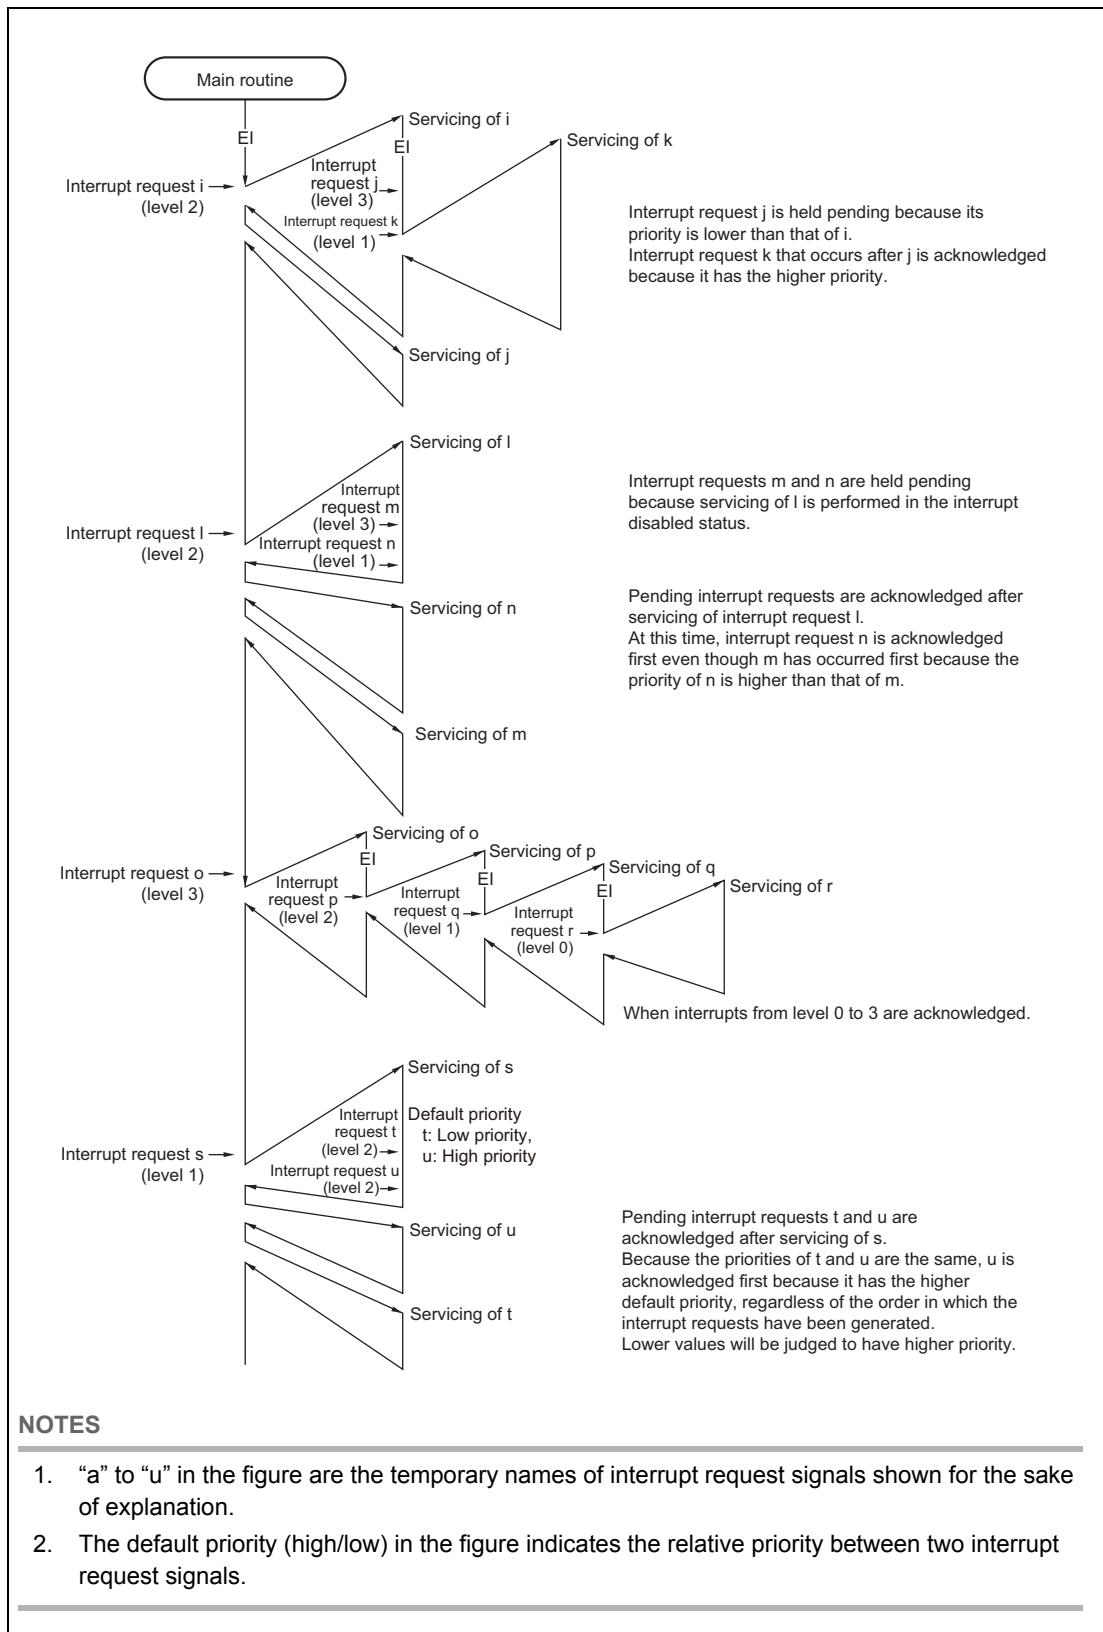 Main routine
EI
Servicing of i
EI
Servicing of k
Interrupt request i
(level 2)
Interrupt
request j
(level 3)
Interrupt request k
(level 1)
Interrupt request j is held pending because its
priority is lower than that of i.
Interrupt request k that occurs after j is acknowledged
because it has the higher priority.
Servicing of j
Servicing of l
Interrupt request l
(level 2)
Interrupt
request m
(level 3)
Interrupt request n
(level 1)
Interrupt requests m and n are held pending
because servicing of l is performed in the interrupt
disabled status.
Servicing of n
Pending interrupt requests are acknowledged after
servicing of interrupt request l.
At this time, interrupt request n is acknowledged
first even though m has occurred first because the
priority of n is higher than that of m.
Servicing of m
Servicing of o
EI
Servicing of p
EI
Servicing of q
EI
Servicing of r
Interrupt request o
(level 3)
Interrupt
request p
(level 2)
Interrupt
request q
(level 1)
Interrupt
request r
(level 0)
When interrupts from level 0 to 3 are acknowledged.
Servicing of s
Interrupt request s
(level 1)
Interrupt
request t
(level 2)
Interrupt request u
(level 2)
Default priority
t: Low priority,
u: High priority
Servicing of u
Servicing of t
Pending interrupt requests t and u are
acknowledged after servicing of s.
Because the priorities of t and u are the same, u is
acknowledged first because it has the higher
default priority, regardless of the order in which the
interrupt requests have been generated.
Lower values will be judged to have higher priority.
NOTES
1. “a” to “u” in the figure are the temporary names of interrupt request signals shown for the sake
of explanation.
2. The default priority (high/low) in the figure indicates the relative priority between two interrupt
request signals.